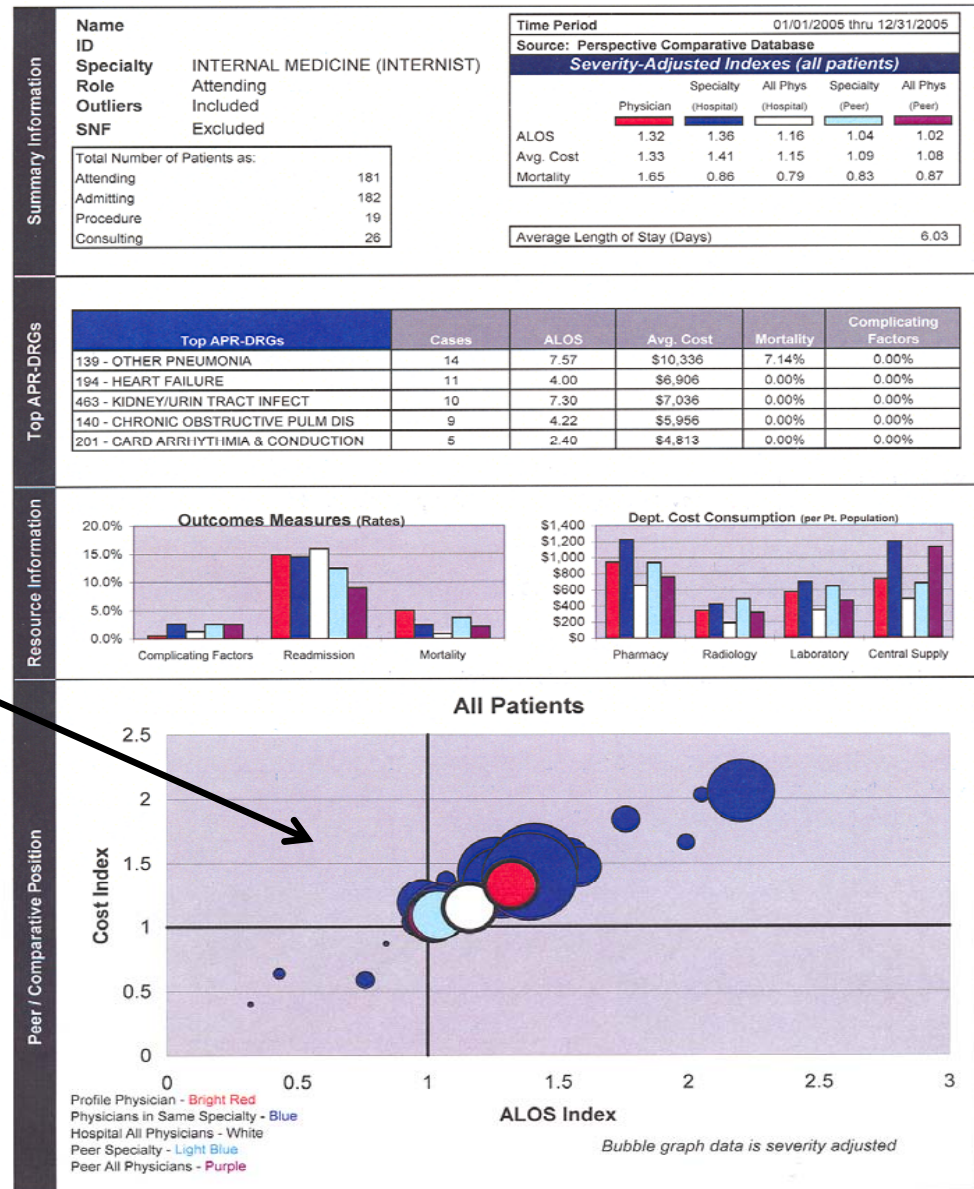 Summary Information
Name
ID
Specialty INTERNAL MEDICINE (INTERNIST)
Role Attending
Outliers Included
SNF Excluded
Total Number of Patients as:
Attending 181
Admitting 182
Procedure 19
Consulting 26
Time Period 01/01/2005 thru 12/31/2005
Source: Perspective Comparative Database
Severity-Adjusted Indexes (all patients)
Specialty All Phys Specialty All Phys
Physician (Hospital) (Hospital) (Peer) (Peer)
ALOS 1.32 1.36 1.16 1.04 1.02
Avg. Cost 1.33 1.41 1.15 1.09 1.08
Mortality 1.65 0.86 0.79 0.83 0.87
Average Length of Stay (Days) 6.03
Top APR-DRGs
Top APR-DRGs Cases ALOS Avg. Cost Mortality Complicating Factors
139 - OTHER PNEUMONIA 14 7.57 $10,336 7.14% 0.00%
194 - HEART FAILURE 11 4.00 $6,906 0.00% 0.00%
463 - KIDNEY/URIN TRACT INFECT 10 7.30 $7,036 0.00% 0.00%
140 - CHRONIC OBSTRUCTIVE PULM DIS 9 4.22 $5,956 0.00% 0.00%
201 - CARD ARRHYTHMIA & CONDUCTION 5 2.40 $4,813 0.00% 0.00%
Resource Information
Outcomes Measures (Rates)
20.0%
15.0%
10.0%
5.0%
0.0%
Complicating Factors Readmission Mortality
Dept. Cost Consumption (per Pt. Population)
$1,400
$1,200
$1,000
$800
$600
$400
$200
$0
Pharmacy Radiology Laboratory Central Supply
Peer / Comparative Position
All Patients
Cost Index
2.5
2
1.5
1
0.5
0
0 0.5 1 1.5 2 2.5 3
ALOS Index
Profile Physician - Bright Red
Physicians in Same Specialty - Blue
Hospital All Physicians - White
Peer Specialty - Light Blue
Peer All Physicians - Purple
Bubble graph data is severity adjusted